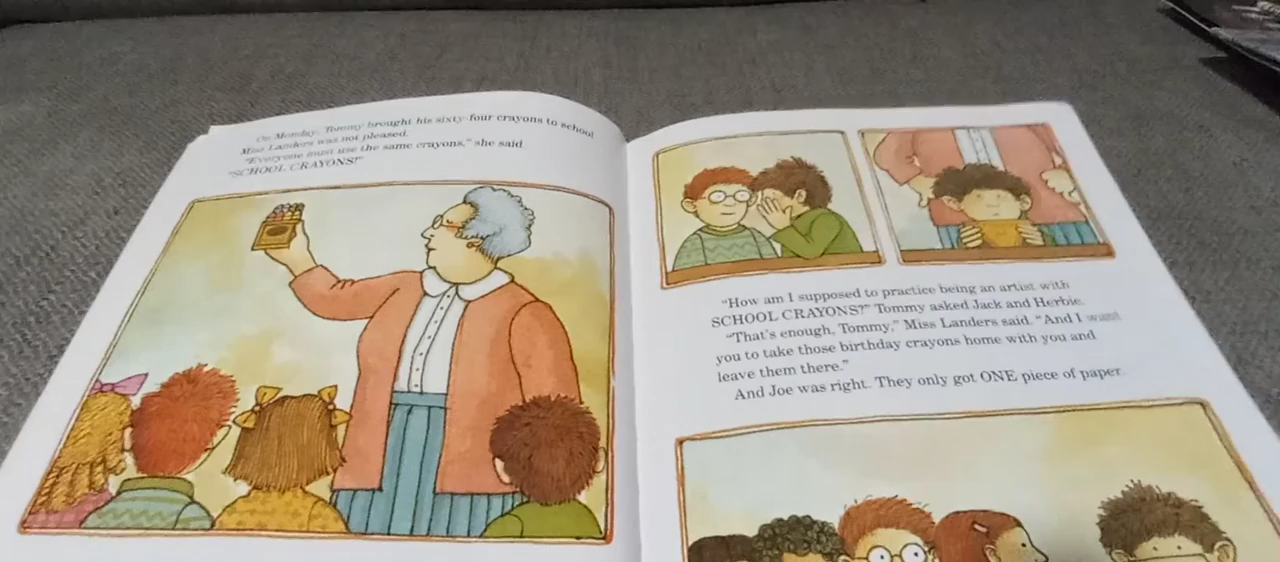 On Monday, Tommy brought his sixty-four crayons to school
Miss Landers was not pleased.
"Everyone must use the same crayons," she said
"SCHOOL CRAYONS!"
"How am I supposed to practice being an artist with
SCHOOL CRAYONS?" Tommy asked Jack and Herbie.
"That's enough, Tommy," Miss Landers said. "And I want
you to take those birthday crayons home with you and
leave them there."
And Joe was right. They only got ONE piece of paper.